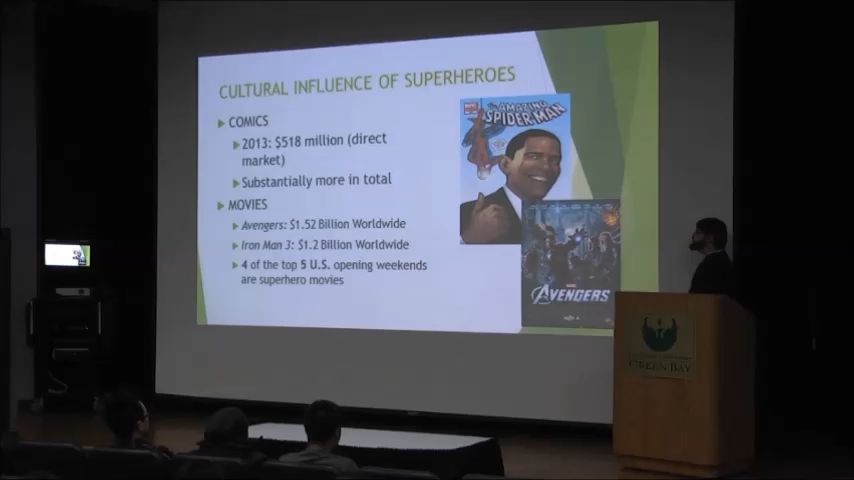 CULTURAL INFLUENCE OF SUPERHEROES
▶ COMICS
▶ 2013: $518 million (direct
market)
▶ Substantially more in total
▶ MOVIES
▶ Avengers: $1.52 Billion Worldwide
▶ Iron Man 3: $1.2 Billion Worldwide
▶ 4 of the top 5 U.S. opening weekends
are superhero movies
THE AMAZING
SPIDER-MAN
AVENGERS
GREEN BAY